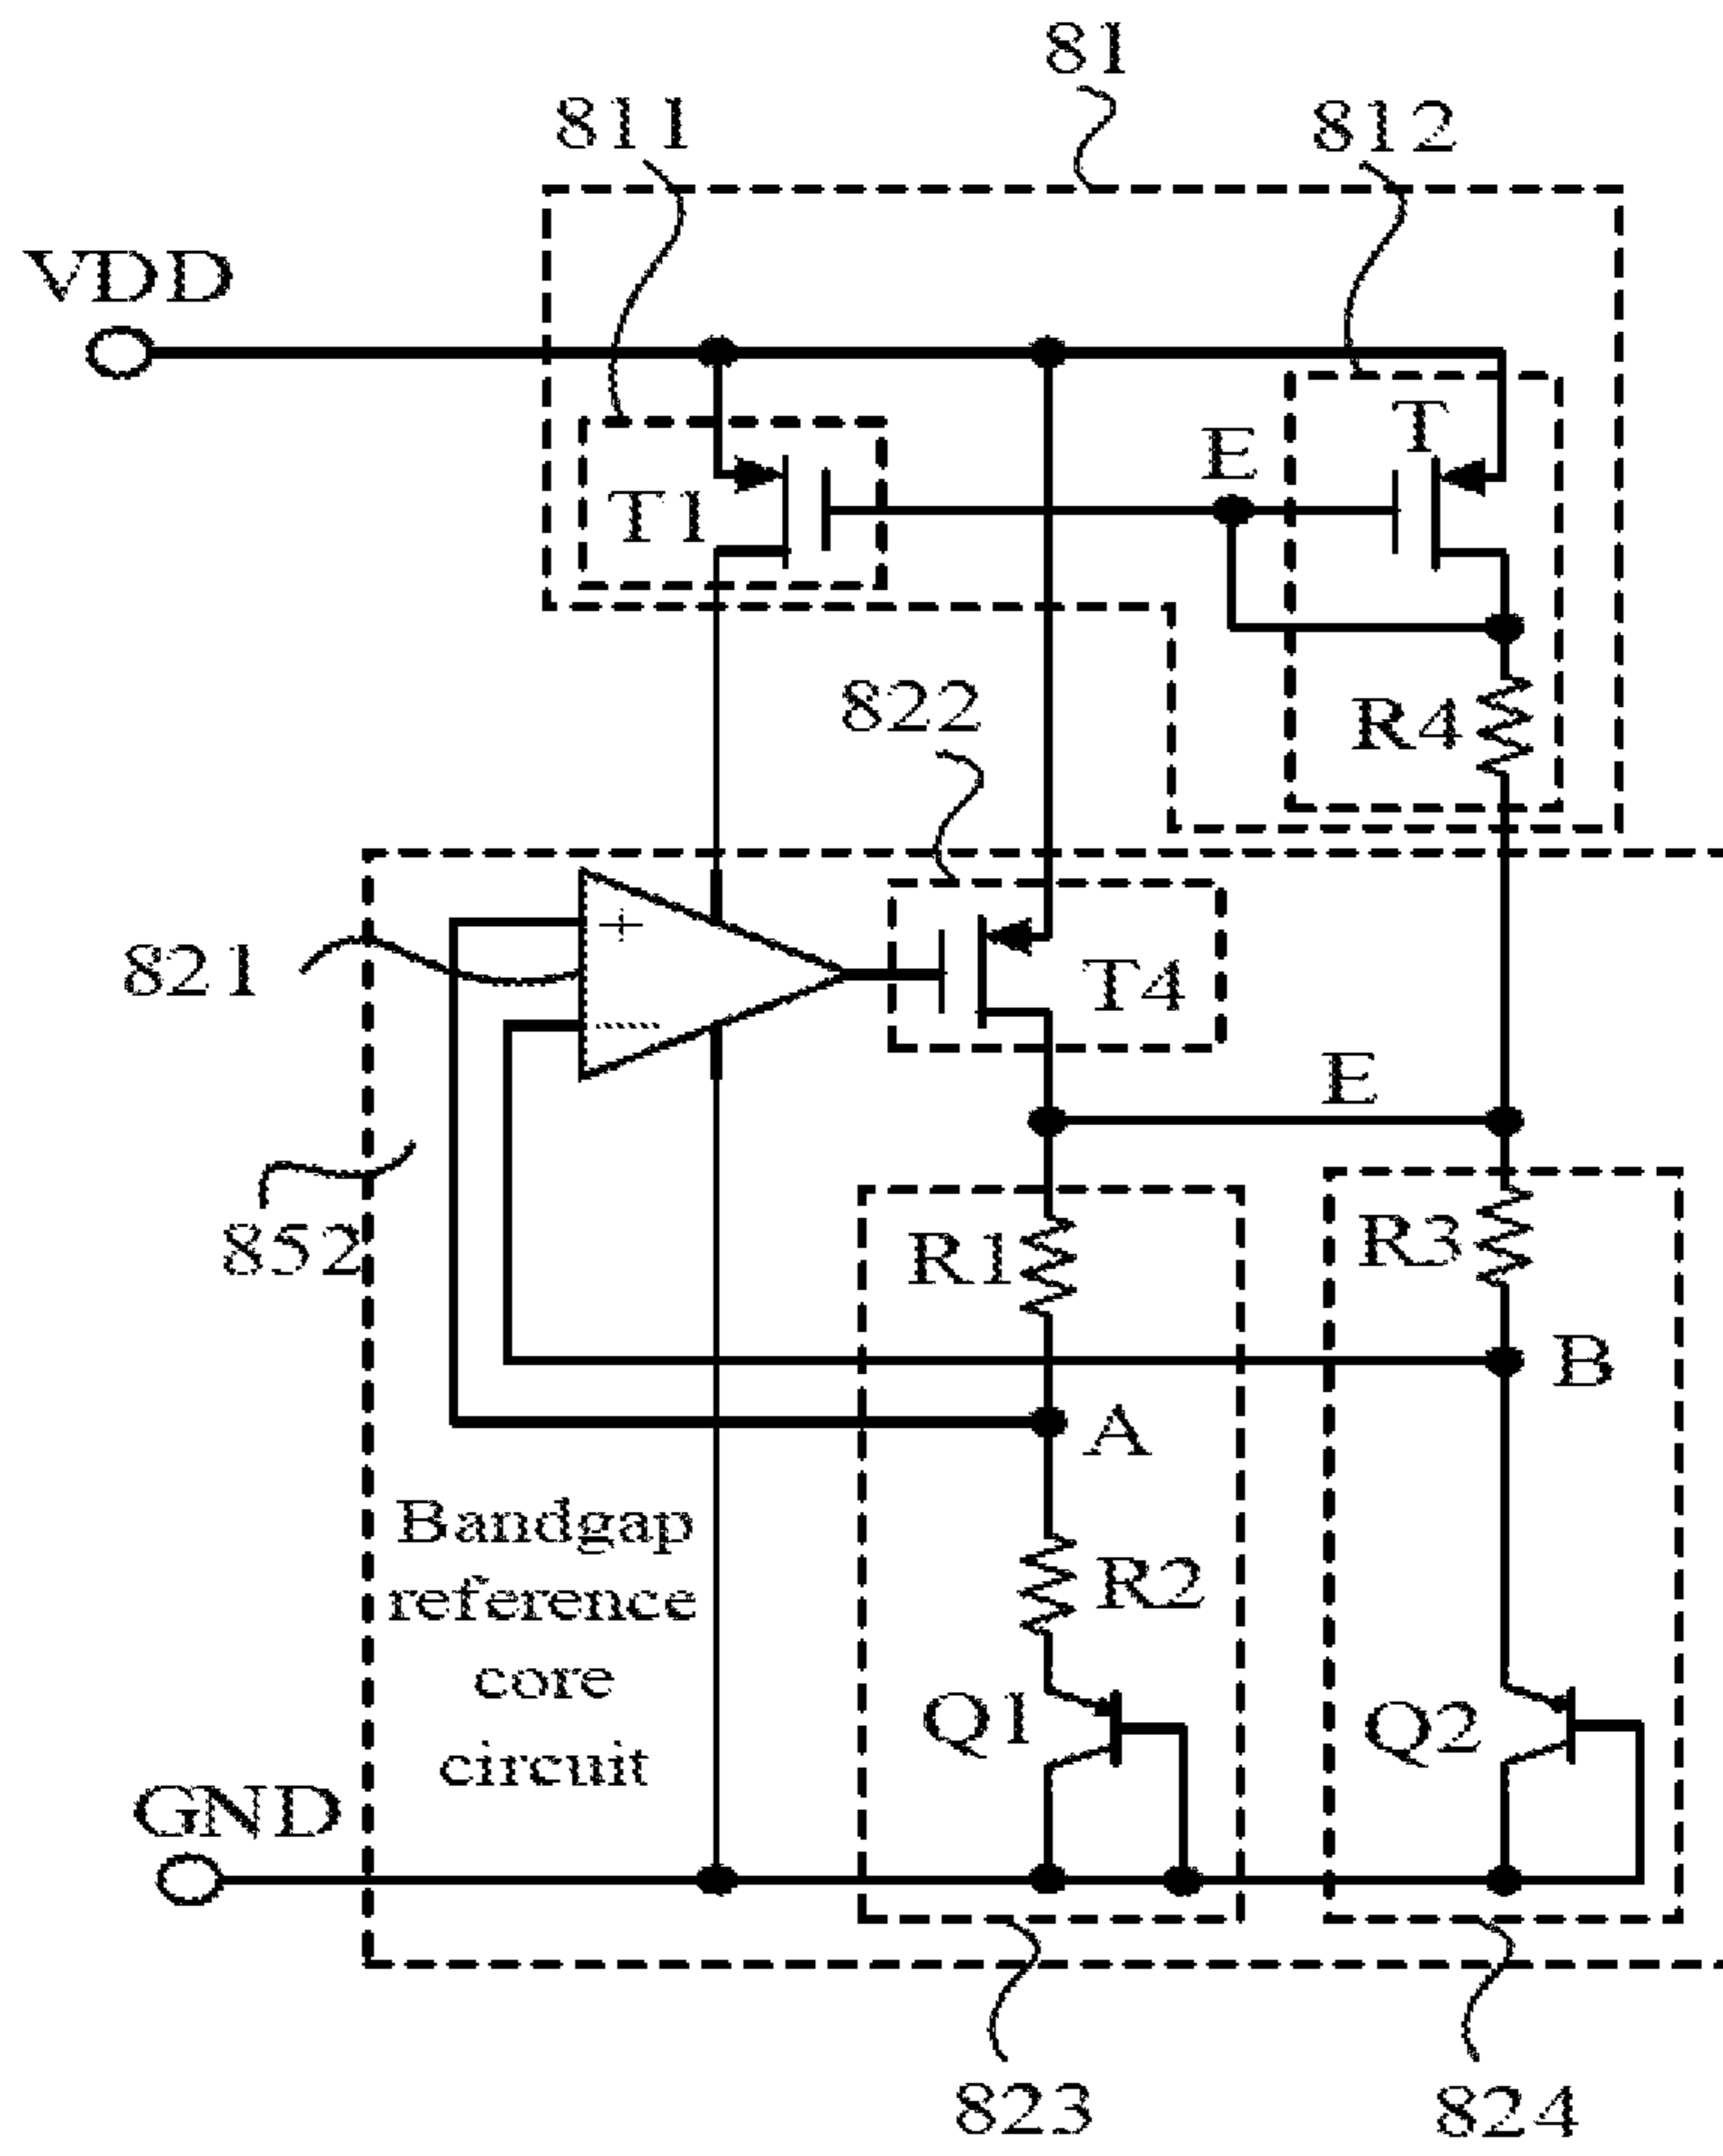 81
811
812
VDD
E
T
T1
822
R4
+
821
T4
E
852
R1
R3
B
A
Bandgap
reference
core
circuit
R2
Q1
Q2
GND
823
824